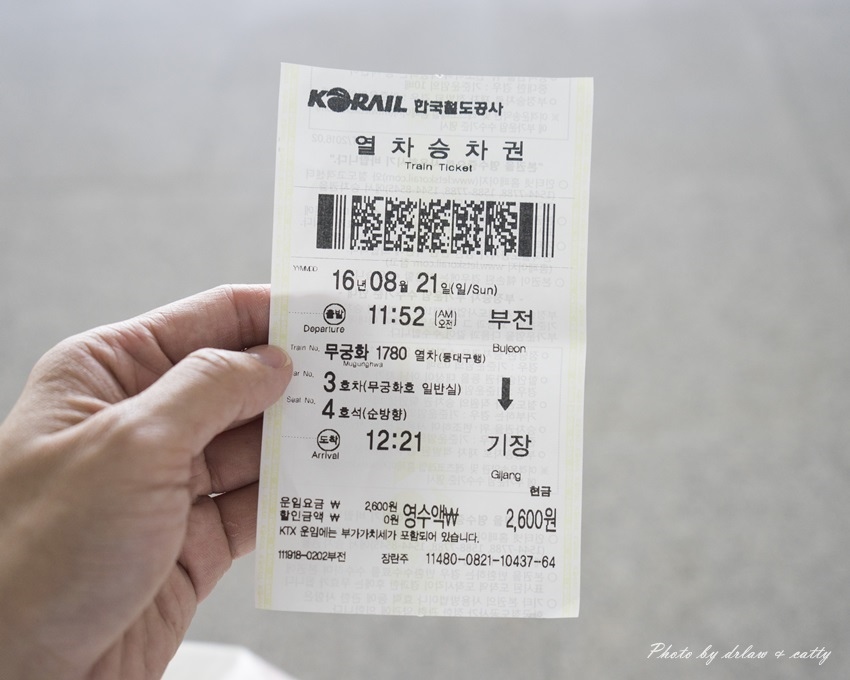 KORAIL 한국철도공사
열차승차권
Train Ticket
YY/MM/DD 16년 08월 21일(일/Sun)
출발 11:52 (AM 오전) 부전
Departure Bujeon
Train No. 무궁화 1780 열차(동대구행)
Mugunghwa
ar No. 3호차(무궁화호 일반실)
Seat No. 4호석(순방향)
도착 12:21 기장
Arrival Gijang
현금
운임요금 ₩ 2,600원 영수액₩ 2,600원
할인금액 ₩ 0원
KTX 운임에는 부가가치세가 포함되어 있습니다.
111918-0202부전 장란주 11480-0821-10437-64
Photo by drlaw & catty